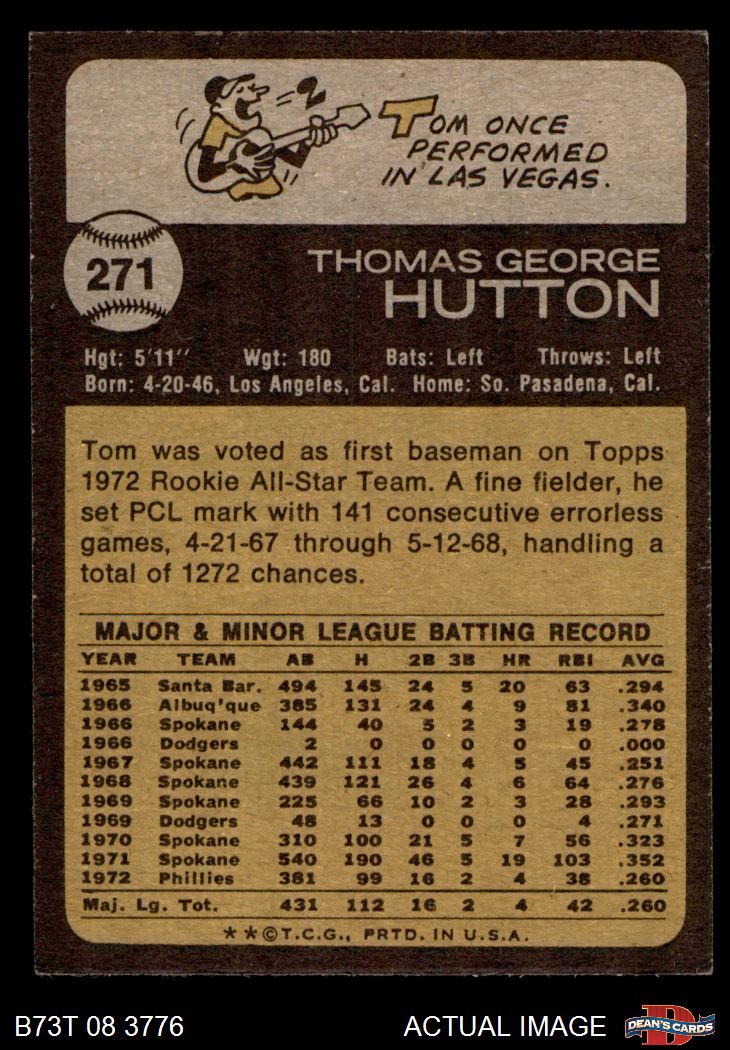 TOM ONCE
PERFORMED
IN LAS VEGAS.
271
THOMAS GEORGE
HUTTON
Hgt: 5'11'' Wgt: 180 Bats: Left Throws: Left
Born: 4-20-46, Los Angeles, Cal. Home: So. Pasadena, Cal.
Tom was voted as first baseman on Topps
1972 Rookie All-Star Team. A fine fielder, he
set PCL mark with 141 consecutive errorless
games, 4-21-67 through 5-12-68, handling a
total of 1272 chances.
MAJOR & MINOR LEAGUE BATTING RECORD
YEAR TEAM AB H 2B 3B HR RBI AVG
1965 Santa Bar. 494 145 24 5 20 63 .294
1966 Albuq'que 385 131 24 4 9 81 .340
1966 Spokane 144 40 5 2 3 19 .278
1966 Dodgers 2 0 0 0 0 0 .000
1967 Spokane 442 111 18 4 5 45 .251
1968 Spokane 439 121 26 4 6 64 .276
1969 Spokane 225 66 10 2 3 28 .293
1969 Dodgers 48 13 0 0 0 4 .271
1970 Spokane 310 100 21 5 7 56 .323
1971 Spokane 540 190 46 5 19 103 .352
1972 Phillies 381 99 16 2 4 38 .260
Maj. Lg. Tot. 431 112 16 2 4 42 .260
**©T.C.G., PRTD. IN U.S.A.
B73T 08 3776 ACTUAL IMAGE
D
DEAN'S CARDS